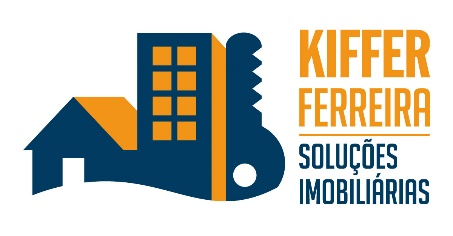 KIFFER
FERREIRA
SOLUÇÕES
IMOBILIÁRIAS